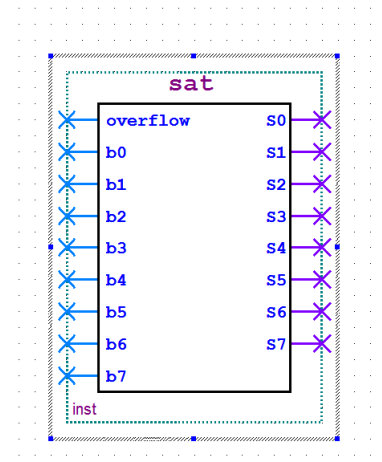 sat
overflow S0
b0 S1
b1 S2
b2 S3
b3 S4
b4 S5
b5 S6
b6 S7
b7
inst